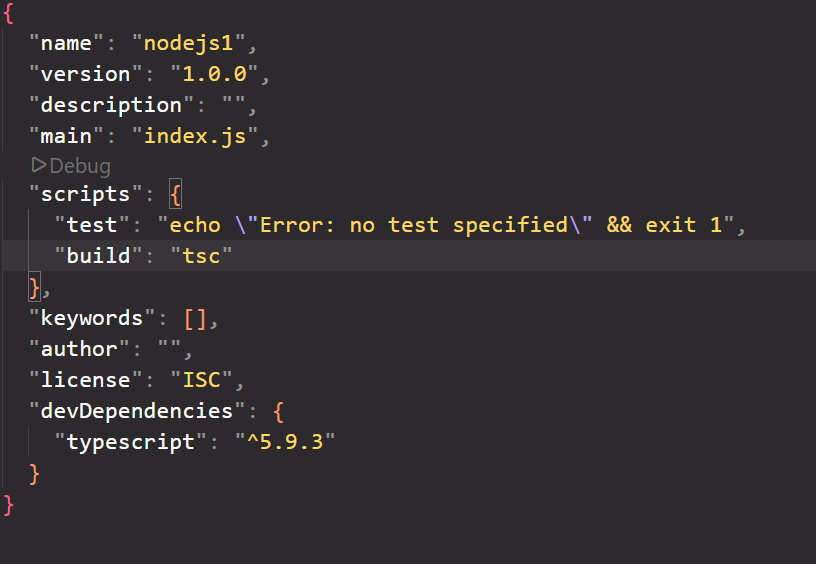 {
  "name": "nodejs1",
  "version": "1.0.0",
  "description": "",
  "main": "index.js",
  Debug
  "scripts": {
    "test": "echo \"Error: no test specified\" && exit 1",
    "build": "tsc"
  },
  "keywords": [],
  "author": "",
  "license": "ISC",
  "devDependencies": {
    "typescript": "^5.9.3"
  }
}